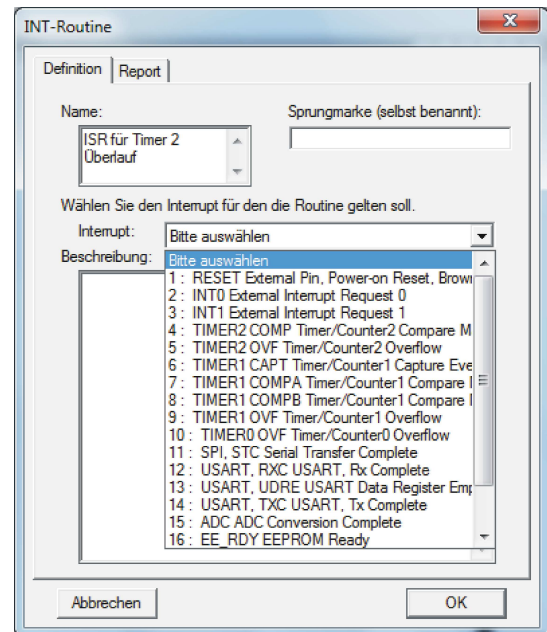 INT-Routine
Definition Report
Name: Sprungmarke (selbst benannt):
ISR für Timer 2
Überlauf
Wählen Sie den Interrupt für den die Routine gelten soll.
Interrupt: Bitte auswählen
Beschreibung: Bitte auswählen
1 : RESET External Pin, Power-on Reset, Brow
2 : INT0 External Interrupt Request 0
3 : INT1 External Interrupt Request 1
4 : TIMER2 COMP Timer/Counter2 Compare M
5 : TIMER2 OVF Timer/Counter2 Overflow
6 : TIMER1 CAPT Timer/Counter1 Capture Eve
7 : TIMER1 COMPA Timer/Counter1 Compare
8 : TIMER1 COMPB Timer/Counter1 Compare
9 : TIMER1 OVF Timer/Counter1 Overflow
10 : TIMER0 OVF Timer/Counter0 Overflow
11 : SPI, STC Serial Transfer Complete
12 : USART, RXC USART, Rx Complete
13 : USART, UDRE USART Data Register Emp
14 : USART, TXC USART, Tx Complete
15 : ADC ADC Conversion Complete
16 : EE_RDY EEPROM Ready
Abbrechen OK